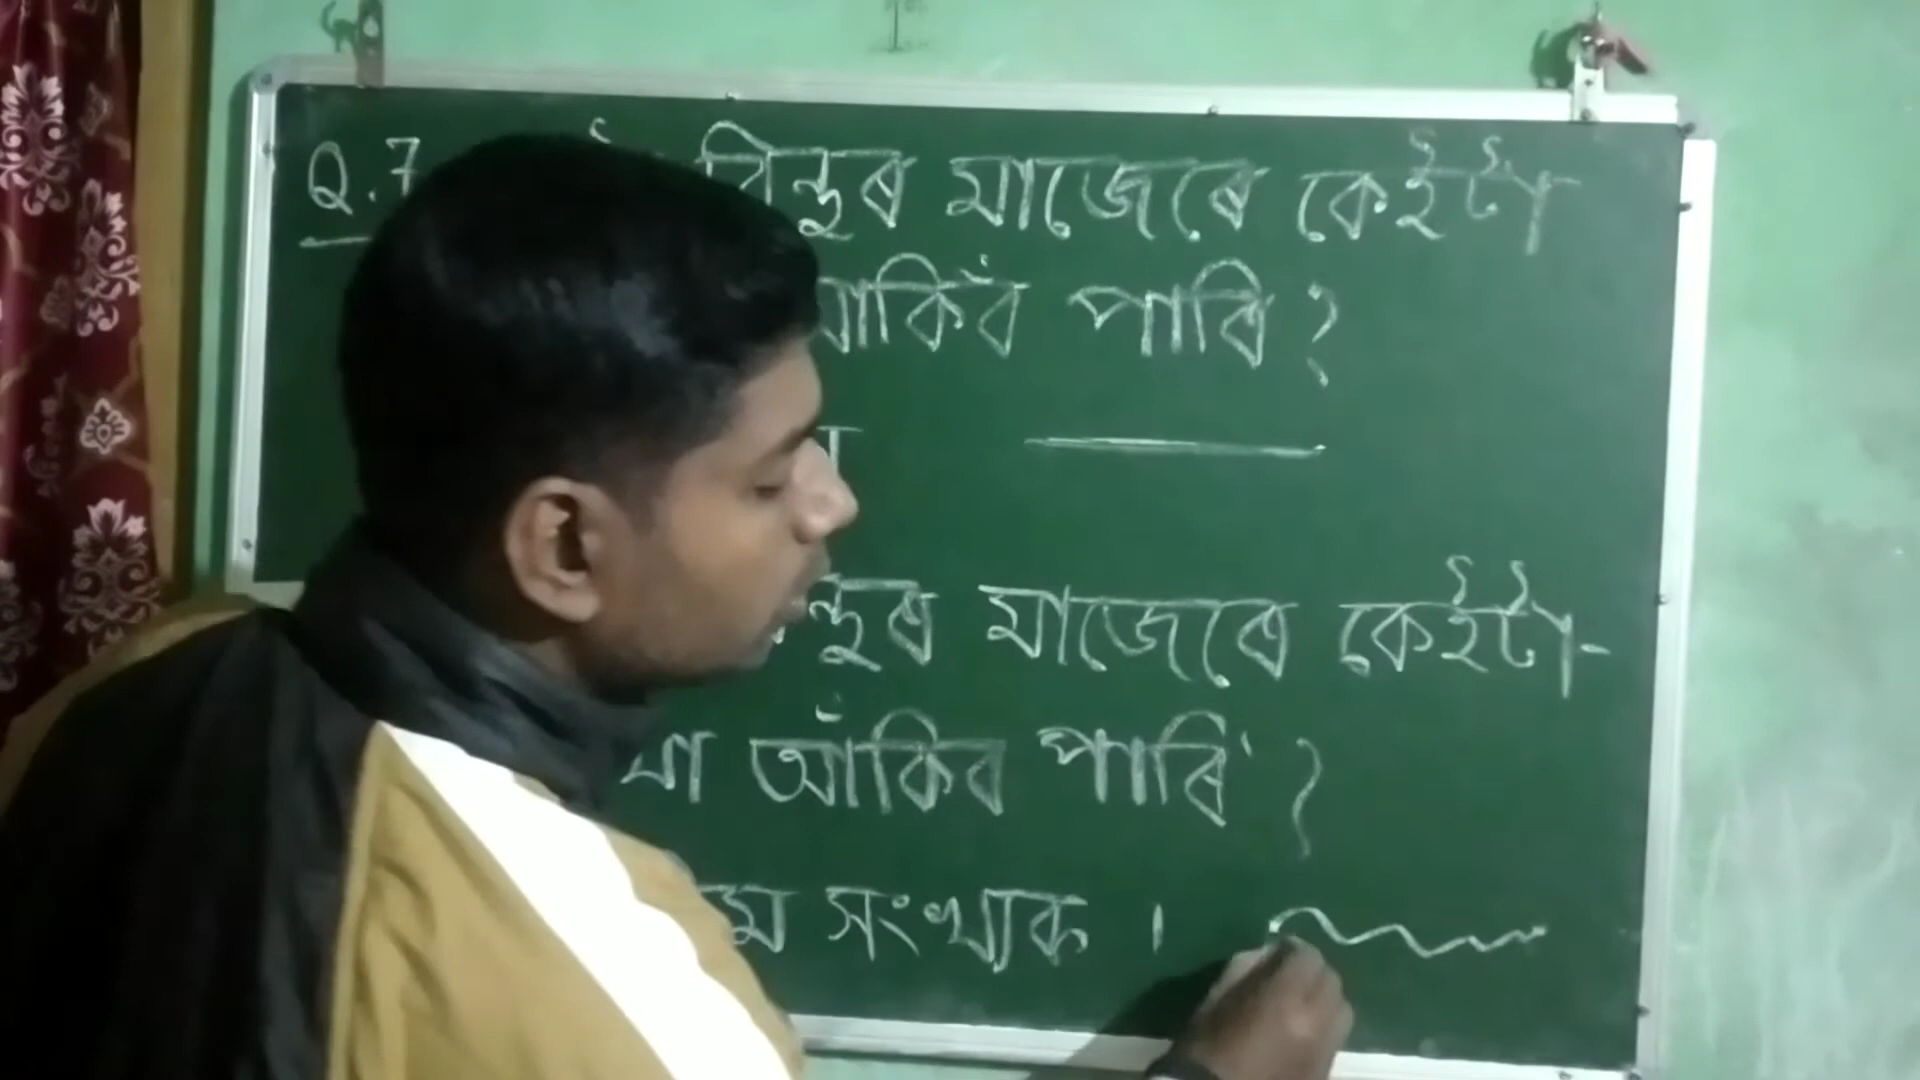 Q.7 বিন্দুৰ মাজেৰে কেইটা
আকিবঁ পাৰি?
মাজেৰে কেইটা-
আঁকিব পাৰি ?
সংখ্যক ।